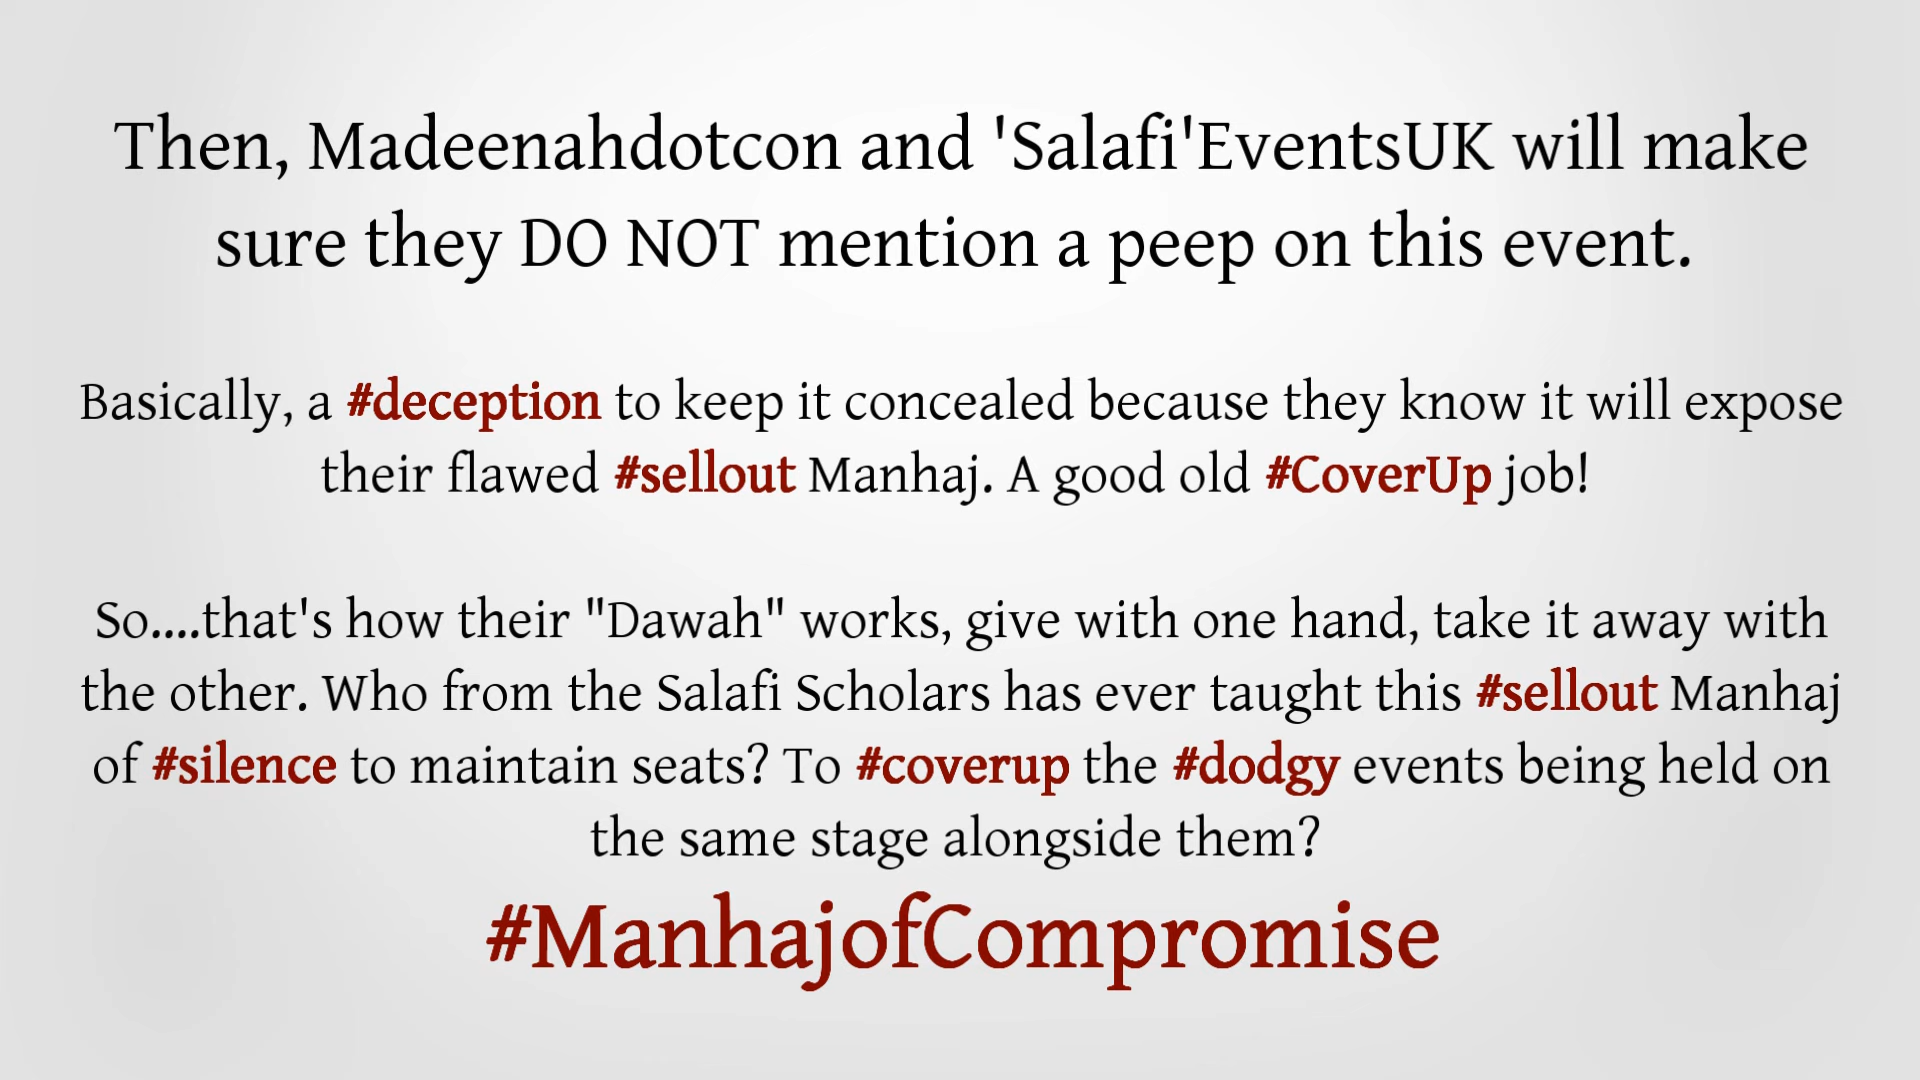 Then, Madeenahdotcon and 'Salafi'EventsUK will make
sure they DO NOT mention a peep on this event.
Basically, a #deception to keep it concealed because they know it will expose
their flawed #sellout Manhaj. A good old #CoverUp job!
So....that's how their "Dawah" works, give with one hand, take it away with
the other. Who from the Salafi Scholars has ever taught this #sellout Manhaj
of #silence to maintain seats? To #coverup the #dodgy events being held on
the same stage alongside them?
#ManhajofCompromise